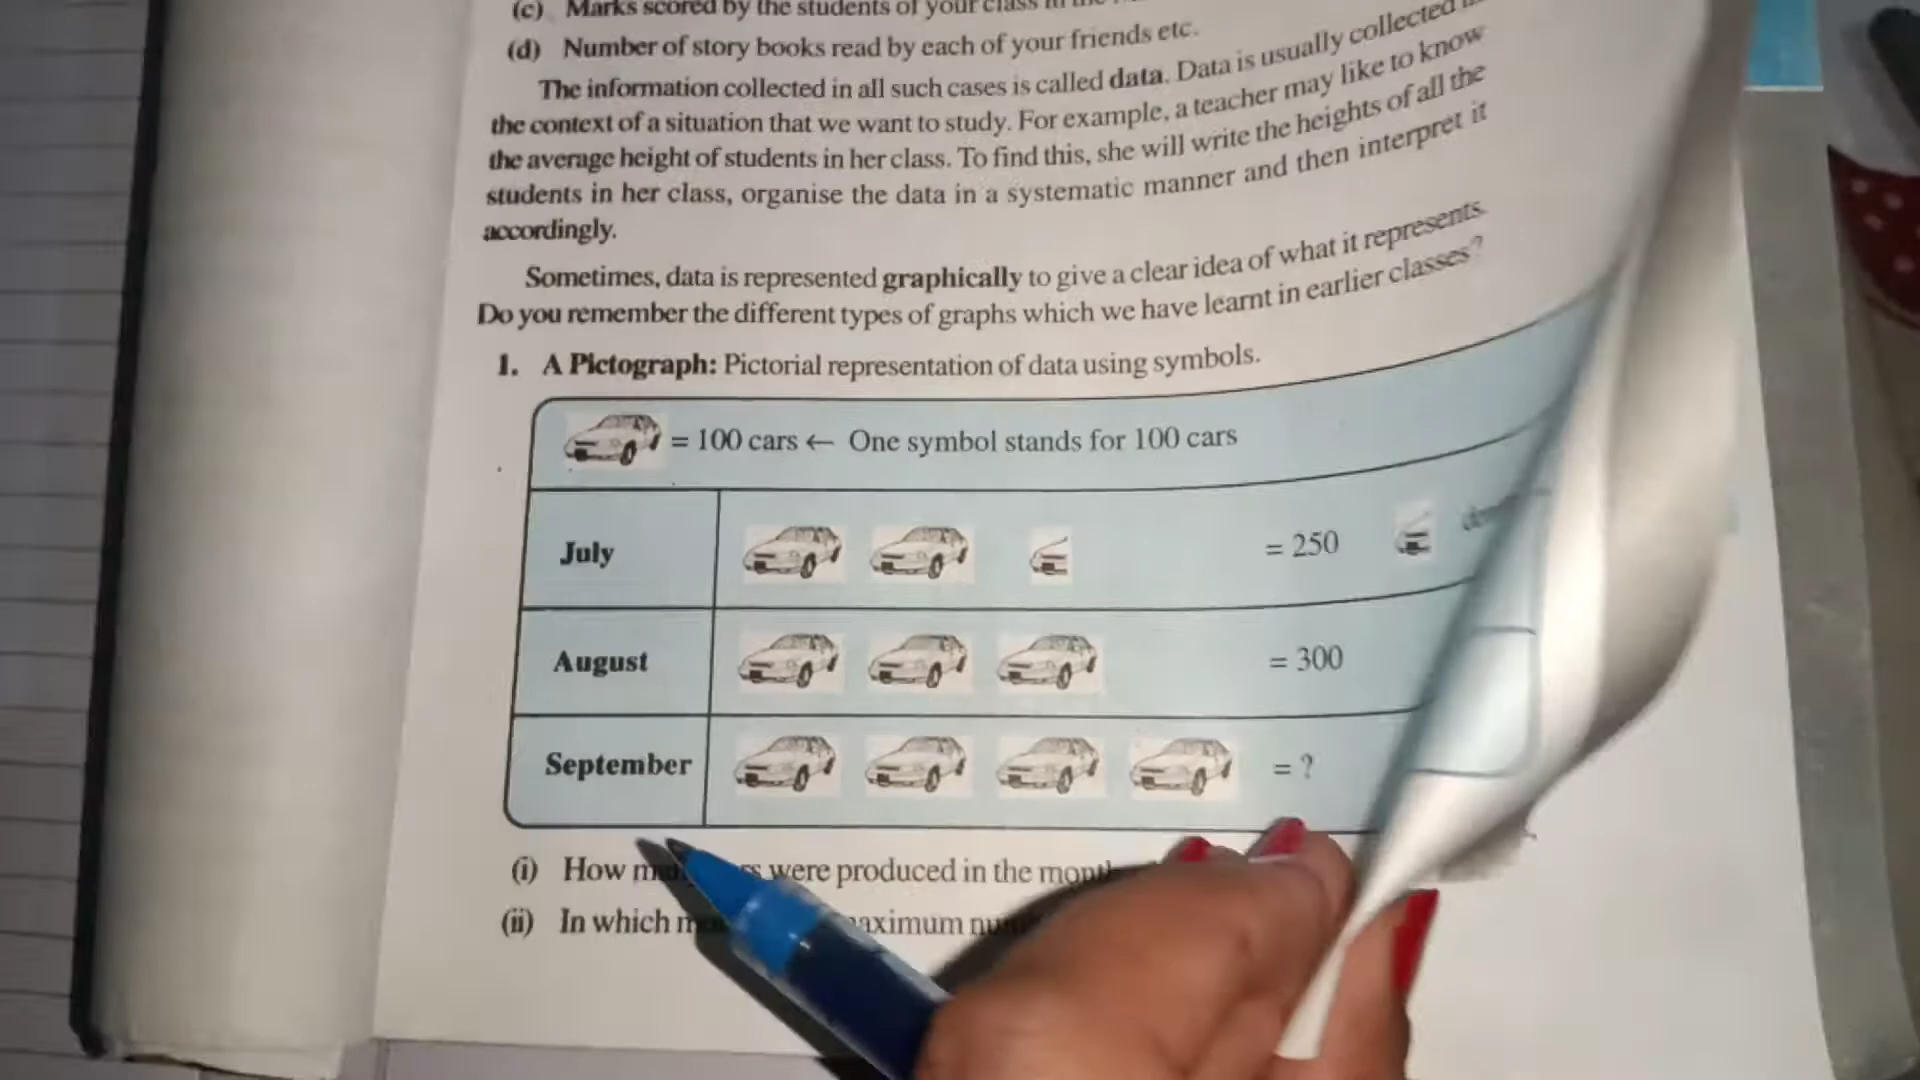 (c) Marks scored by the students of your class in the
(d) Number of story books read by each of your friends etc.
The information collected in all such cases is called data. Data is usually collected
the context of a situation that we want to study. For example, a teacher may like to know
the average height of students in her class. To find this, she will write the heights of all the
students in her class, organise the data in a systematic manner and then interpret it
accordingly.
Sometimes, data is represented graphically to give a clear idea of what it represents.
Do you remember the different types of graphs which we have learnt in earlier classes?
1. A Pictograph: Pictorial representation of data using symbols.
= 100 cars ← One symbol stands for 100 cars
July = 250
August = 300
September = ?
(i) How were produced in the
(ii) In which maximum